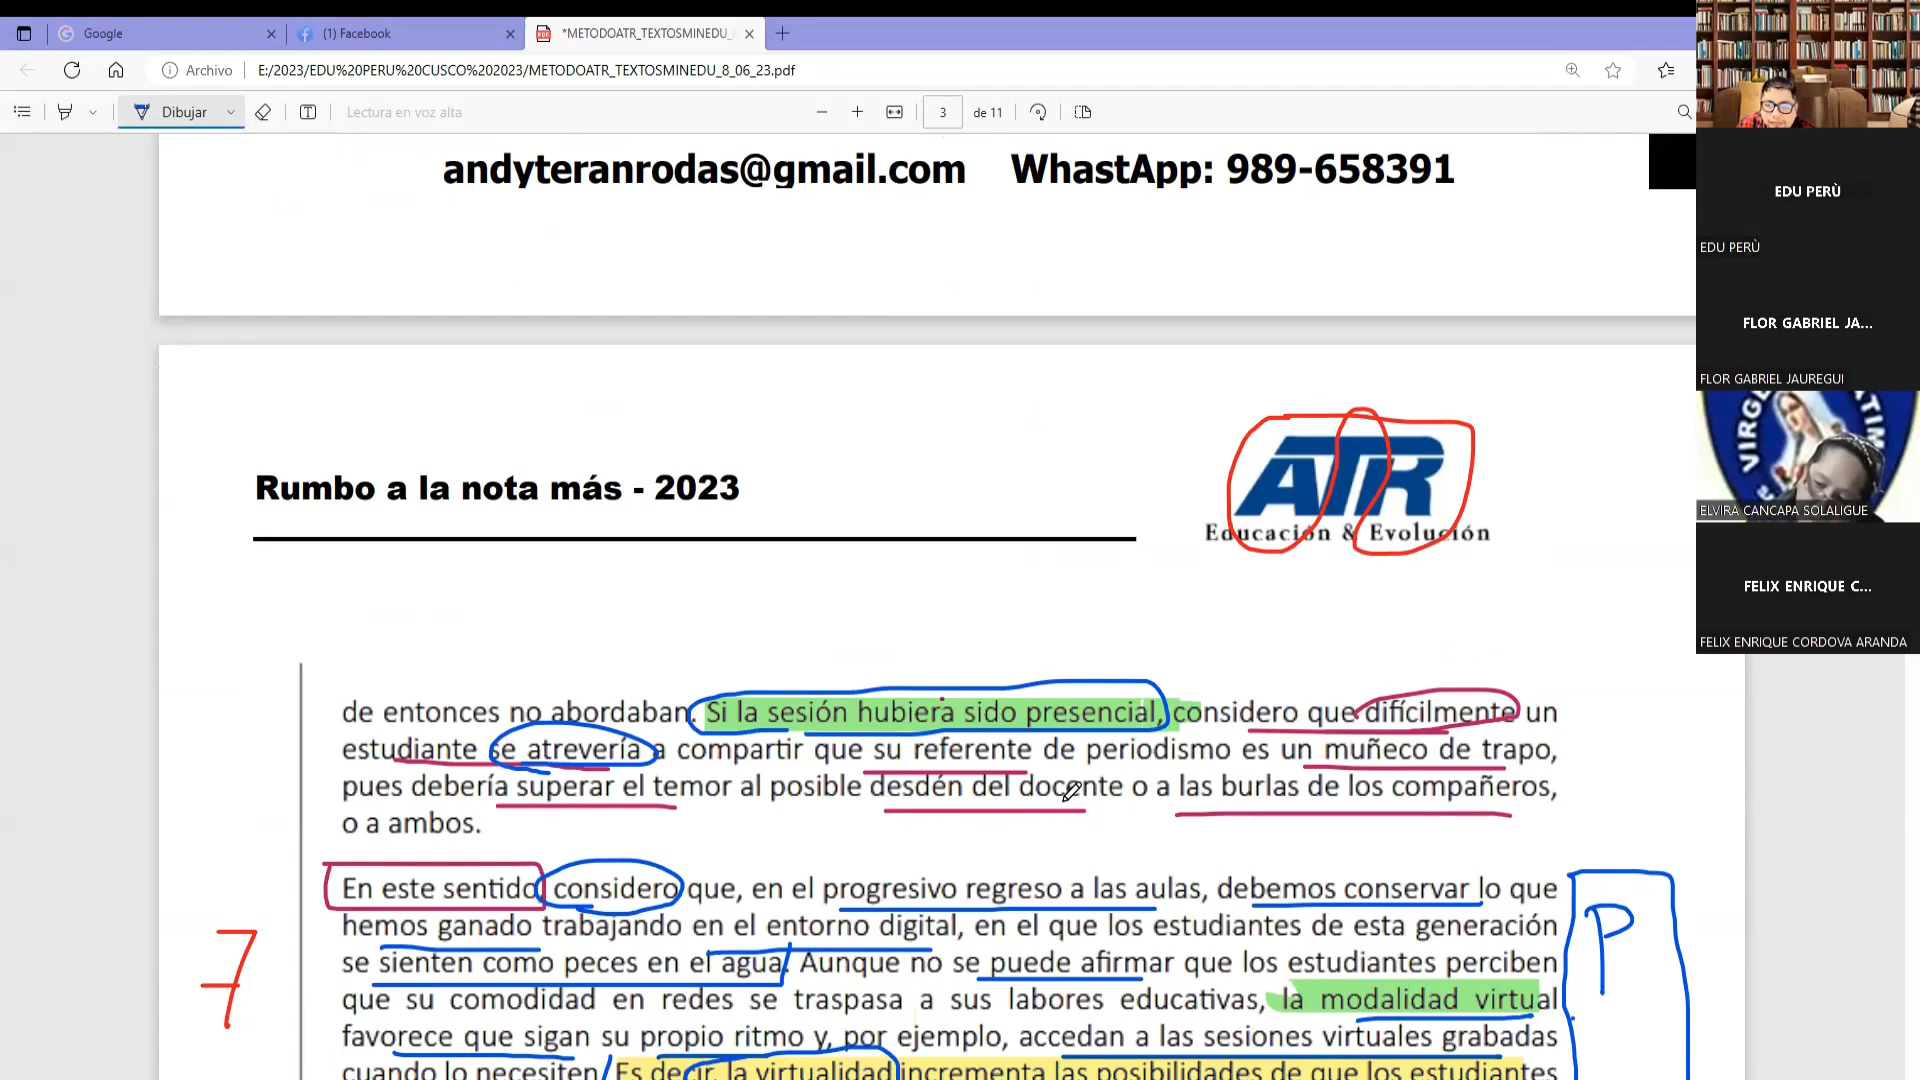 Google
(1) Facebook
*METODOATR_TEXTOSMINEDU_
Archivo
E:/2023/EDU%20PERU%20CUSCO%202023/METODOATR_TEXTOSMINEDU_8_06_23.pdf
Dibujar
Lectura en voz alta
3 de 11
andyteranrodas@gmail.com WhastApp: 989-658391
Rumbo a la nota más - 2023
ATR
Educación & Evolución
de entonces no abordaban. Si la sesión hubiera sido presencial, considero que difícilmente un
estudiante se atrevería a compartir que su referente de periodismo es un muñeco de trapo,
pues debería superar el temor al posible desdén del docente o a las burlas de los compañeros,
o a ambos.
En este sentido considero que, en el progresivo regreso a las aulas, debemos conservar lo que
hemos ganado trabajando en el entorno digital, en el que los estudiantes de esta generación
se sienten como peces en el agua. Aunque no se puede afirmar que los estudiantes perciben
que su comodidad en redes se traspasa a sus labores educativas, la modalidad virtual
favorece que sigan su propio ritmo y, por ejemplo, accedan a las sesiones virtuales grabadas
cuando lo necesiten. Es decir, la virtualidad incrementa las posibilidades de que los estudiantes
7
P
EDU PERÙ
EDU PERÙ
FLOR GABRIEL JA...
FLOR GABRIEL JAUREGUI
ELVIRA CANCAPA SOLALIGUE
FELIX ENRIQUE C...
FELIX ENRIQUE CORDOVA ARANDA